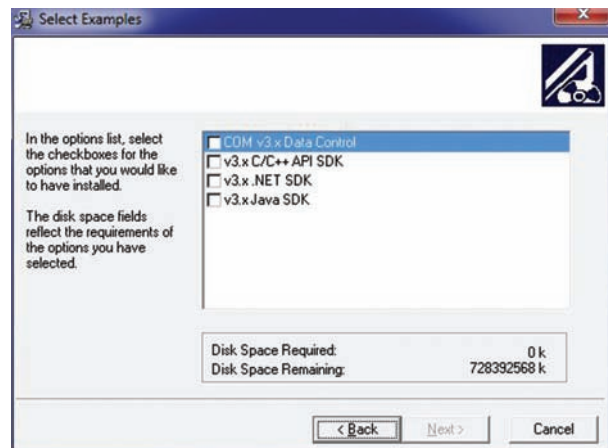 Select Examples
In the options list, select
the checkboxes for the
options that you would like
to have installed.
The disk space fields
reflect the requirements of
the options you have
selected.
COM v3.x Data Control
v3.x C/C++ API SDK
v3.x .NET SDK
v3.x Java SDK
Disk Space Required: 0 k
Disk Space Remaining: 728392568 k
< Back
Next >
Cancel